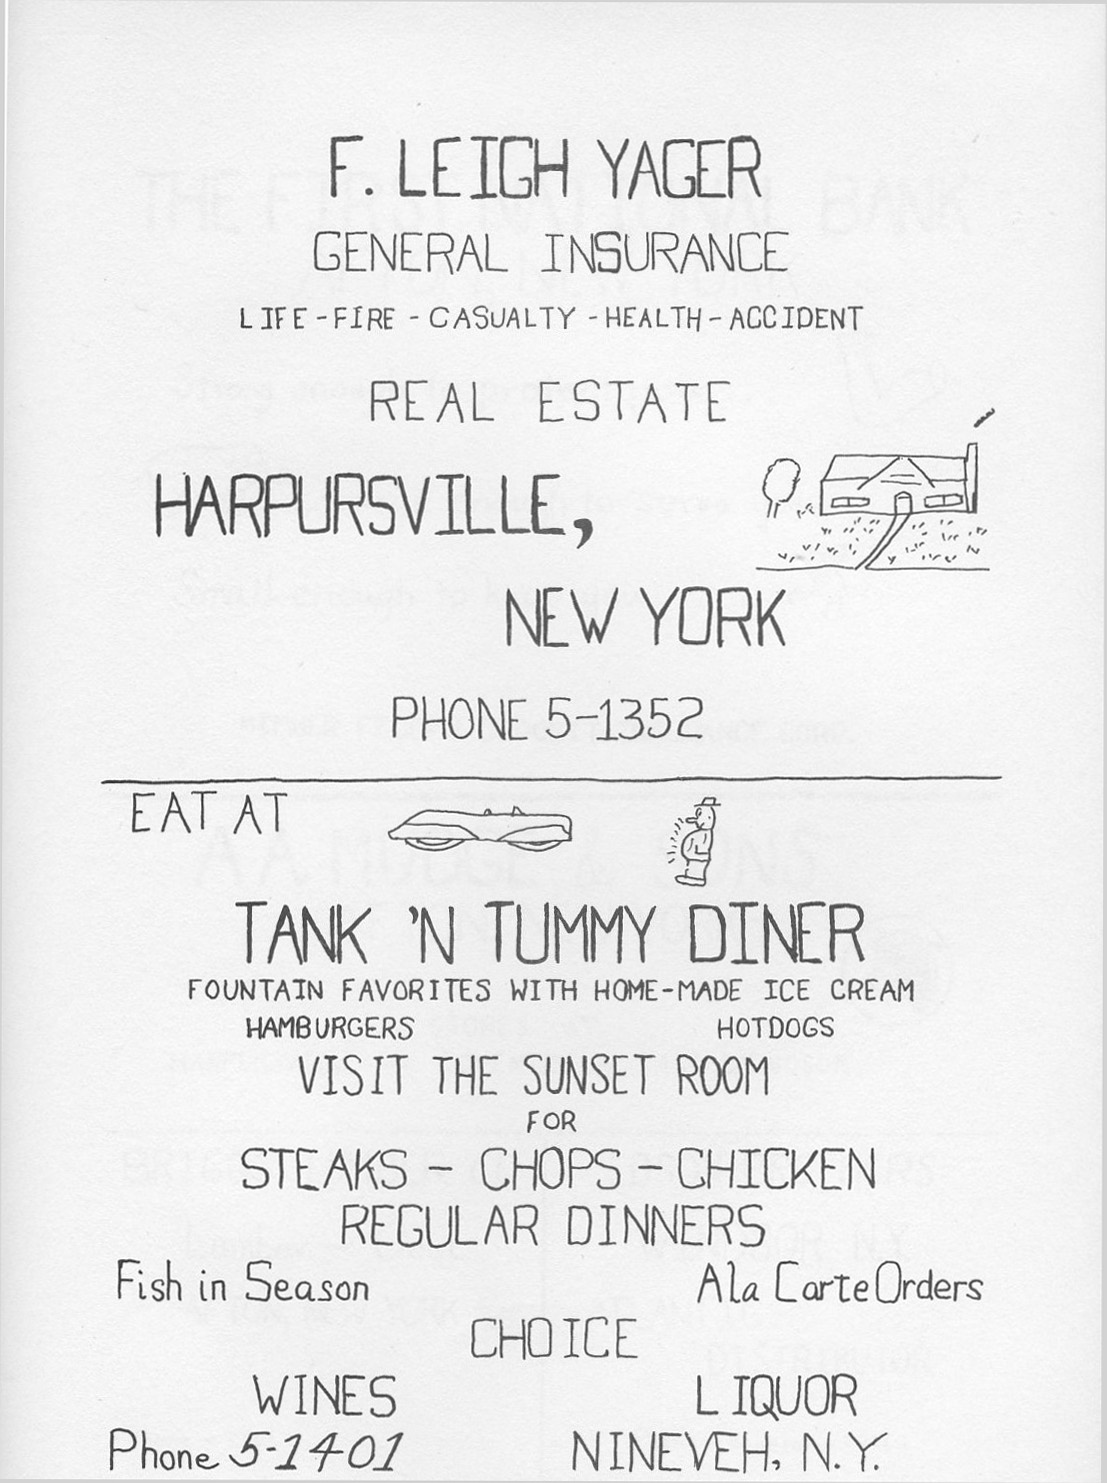 F. LEIGH YAGER
GENERAL INSURANCE
LIFE-FIRE - CASUALTY - HEALTH - ACCIDENT
REAL ESTATE
HARPURSVILLE,
NEW YORK
PHONE 5-1352
EAT AT
TANK 'N TUMMY DINER
FOUNTAIN FAVORITES WITH HOME-MADE ICE CREAM
HAMBURGERS HOTDOGS
VISIT THE SUNSET ROOM
FOR
STEAKS - CHOPS - CHICKEN
REGULAR DINNERS
Fish in Season Ala Carte Orders
CHOICE
WINES LIQUOR
Phone 5-1401 NINEVEH, N.Y.